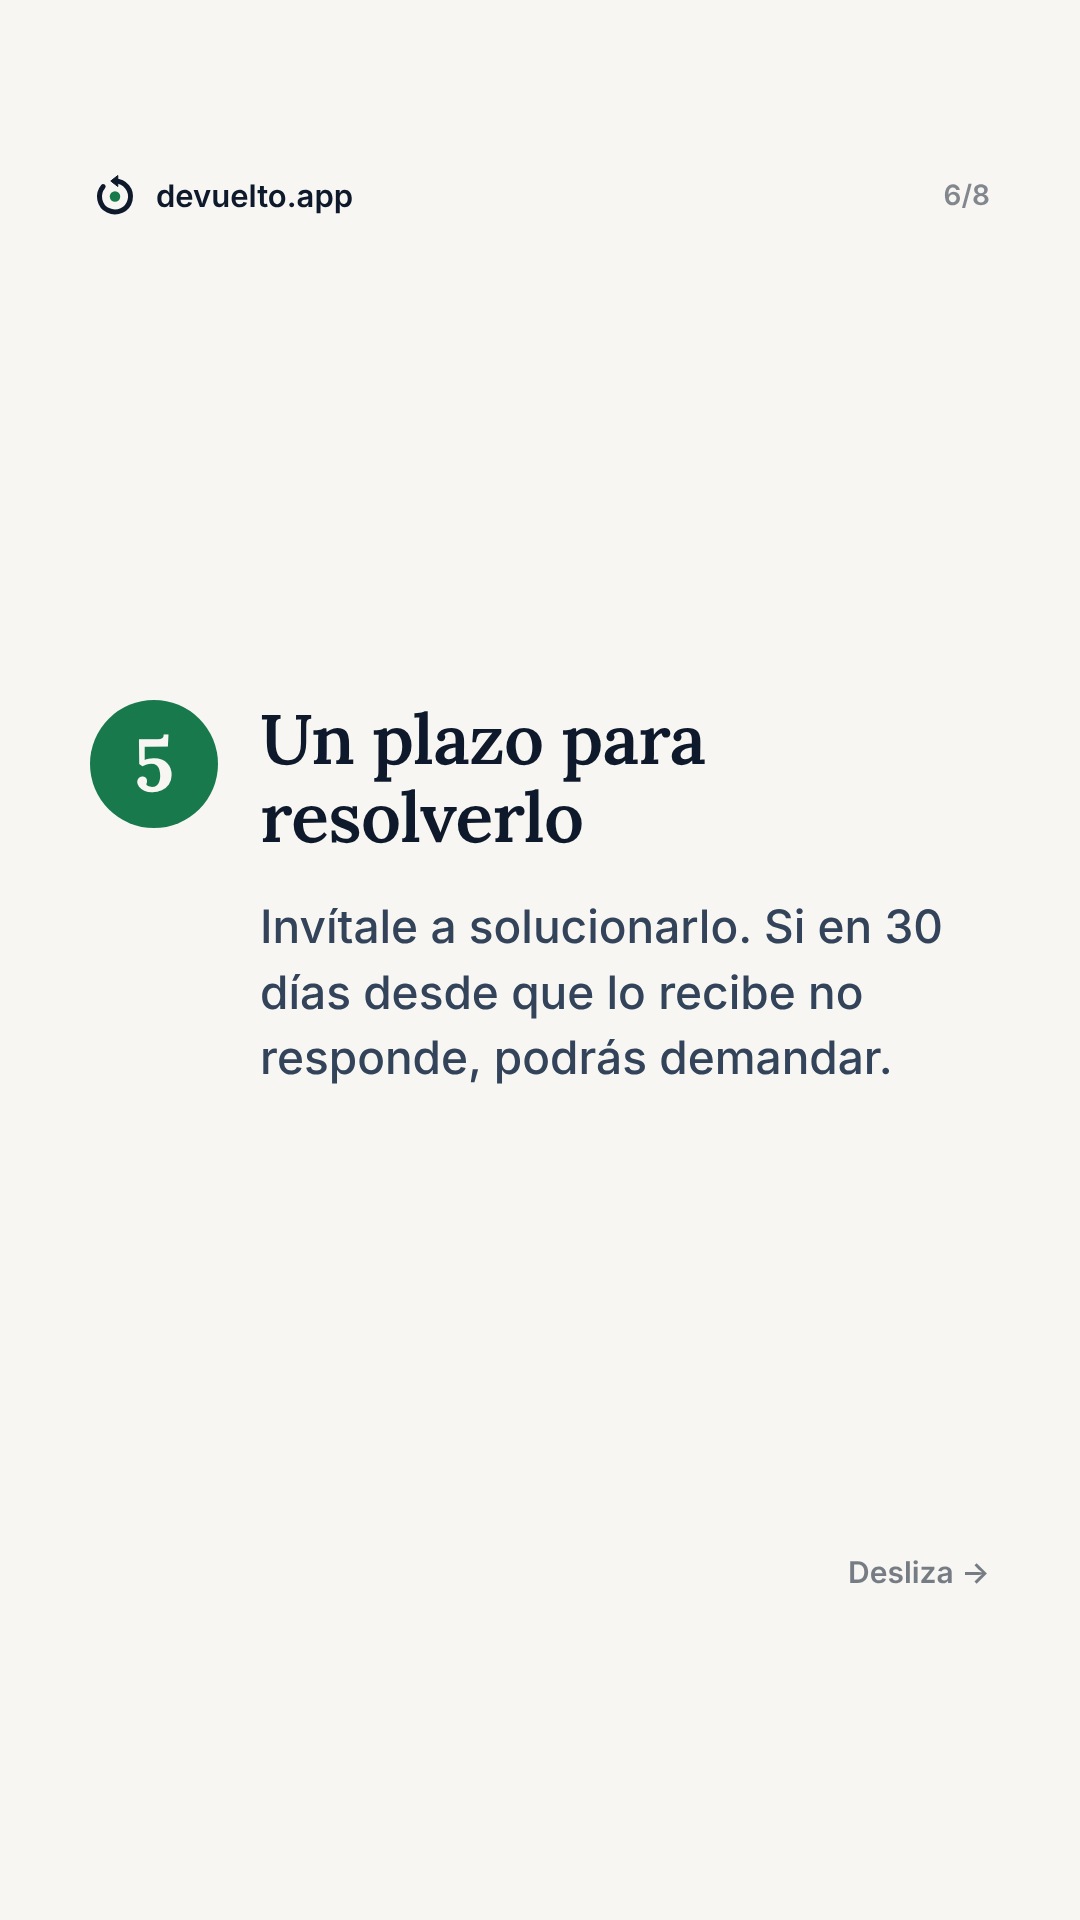 devuelto.app
6/8
5
Un plazo para
resolverlo
Invítale a solucionarlo. Si en 30
días desde que lo recibe no
responde, podrás demandar.
Desliza →